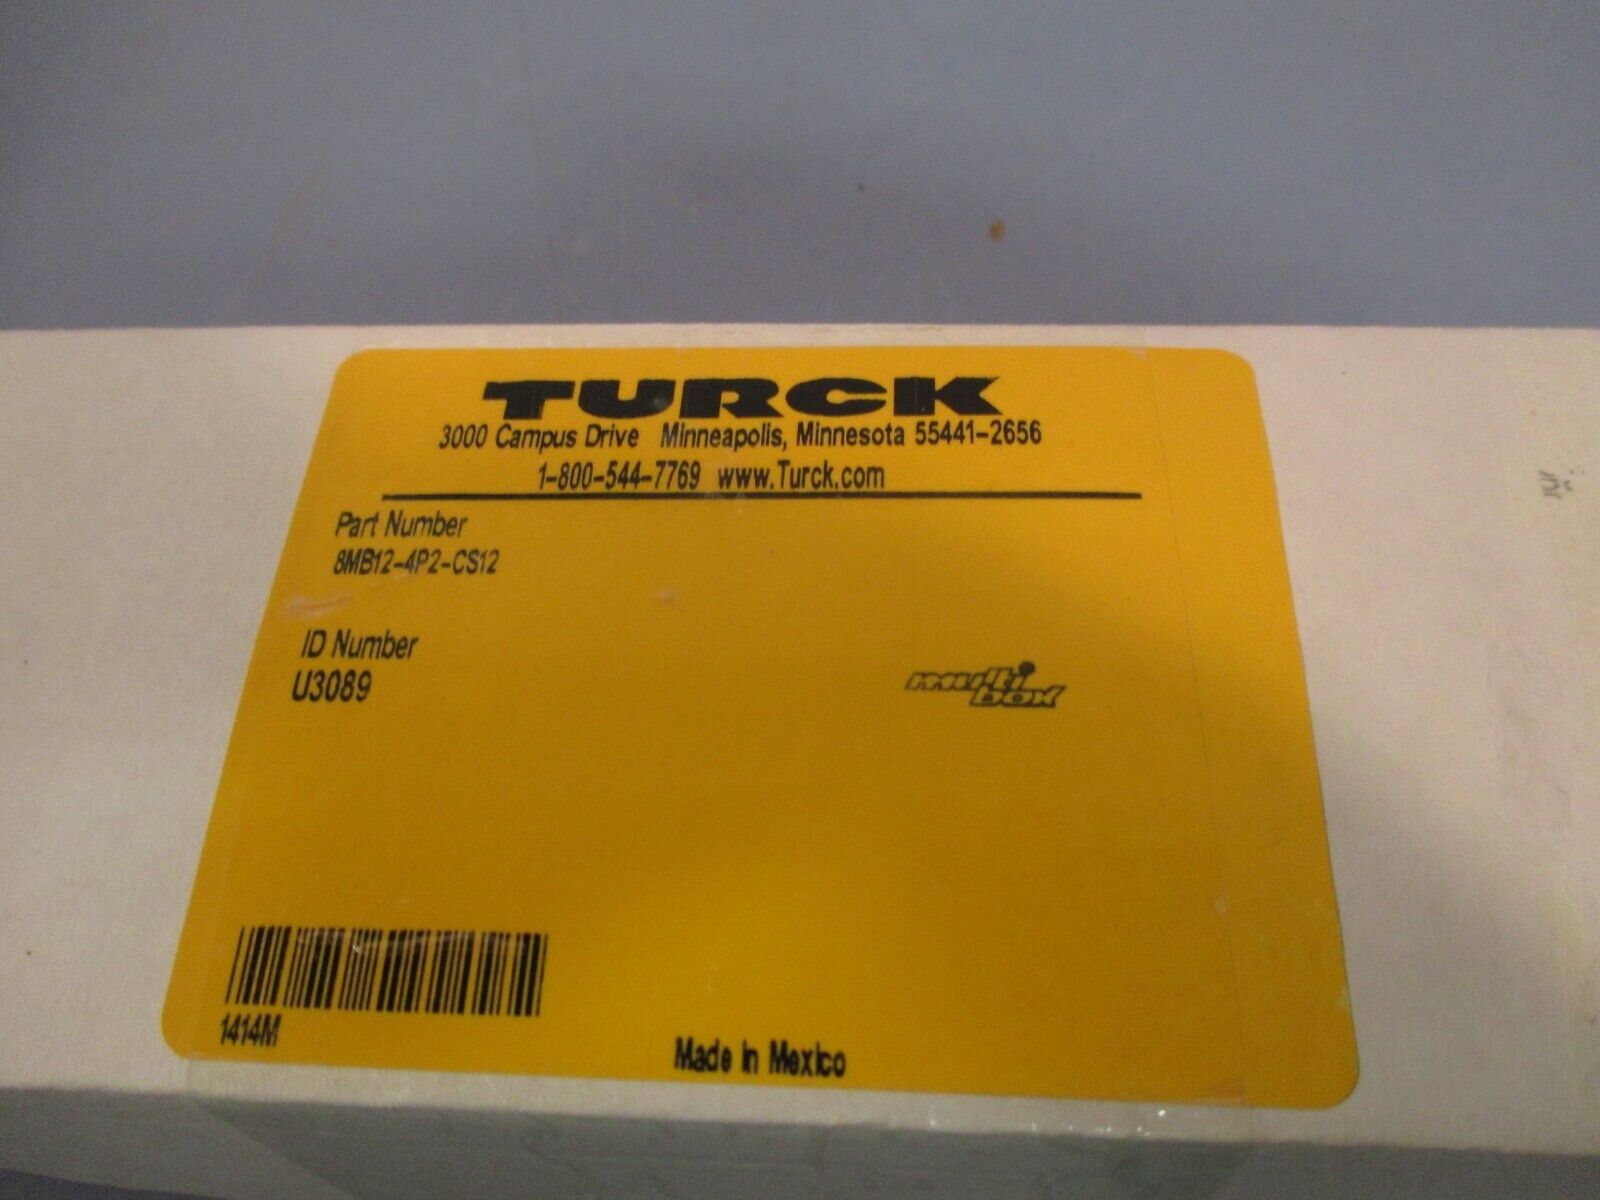 TURCK
3000 Campus Drive Minneapolis, Minnesota 55441-2656
1-800-544-7769 www.Turck.com
Part Number
8MB12-4P2-CS12
ID Number
U3089
multi
box
1414M
Made in Mexico